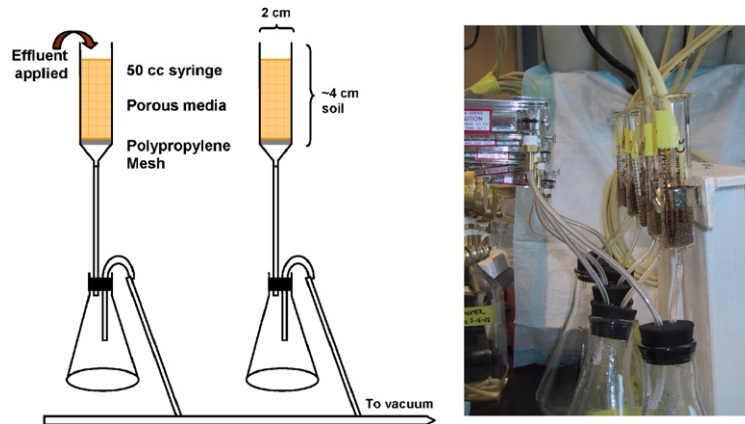 2 cm
Effluent
applied
50 cc syringe
Porous media
Polypropylene
Mesh
~4 cm
soil
To vacuum